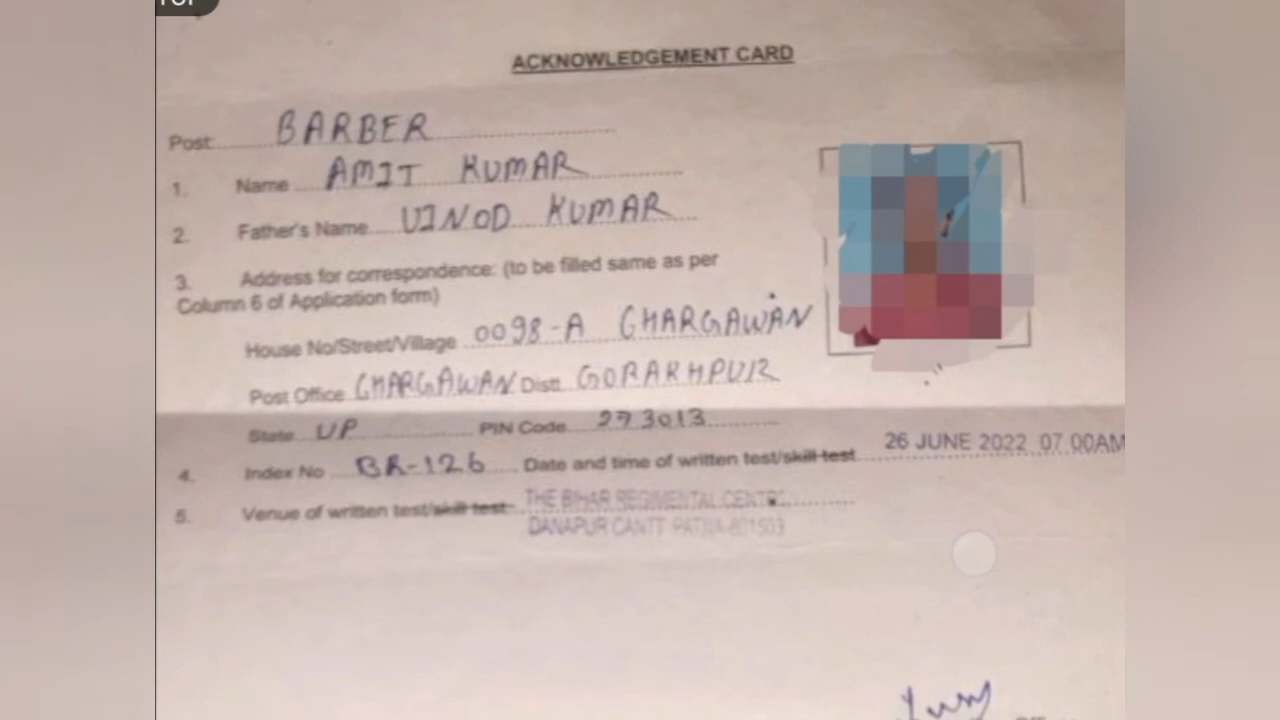 ACKNOWLEDGEMENT CARD
Post: BARBER
1. Name AMIT KUMAR
2. Father's Name VINOD KUMAR
3. Address for correspondence: (to be filled same as per
Column 6 of Application form)
House No/Street/Village 0098-A GHARGAWAN
Post Office GHARGAWAN Distt GORAKHPUR
State UP PIN Code 273013
4. Index No BR-126 Date and time of written test/skill test 26 JUNE 2022 07.00AM
5. Venue of written test/skill test THE BIHAR REGIMENTAL CENTRE
DANAPUR CANTT PATNA-801503